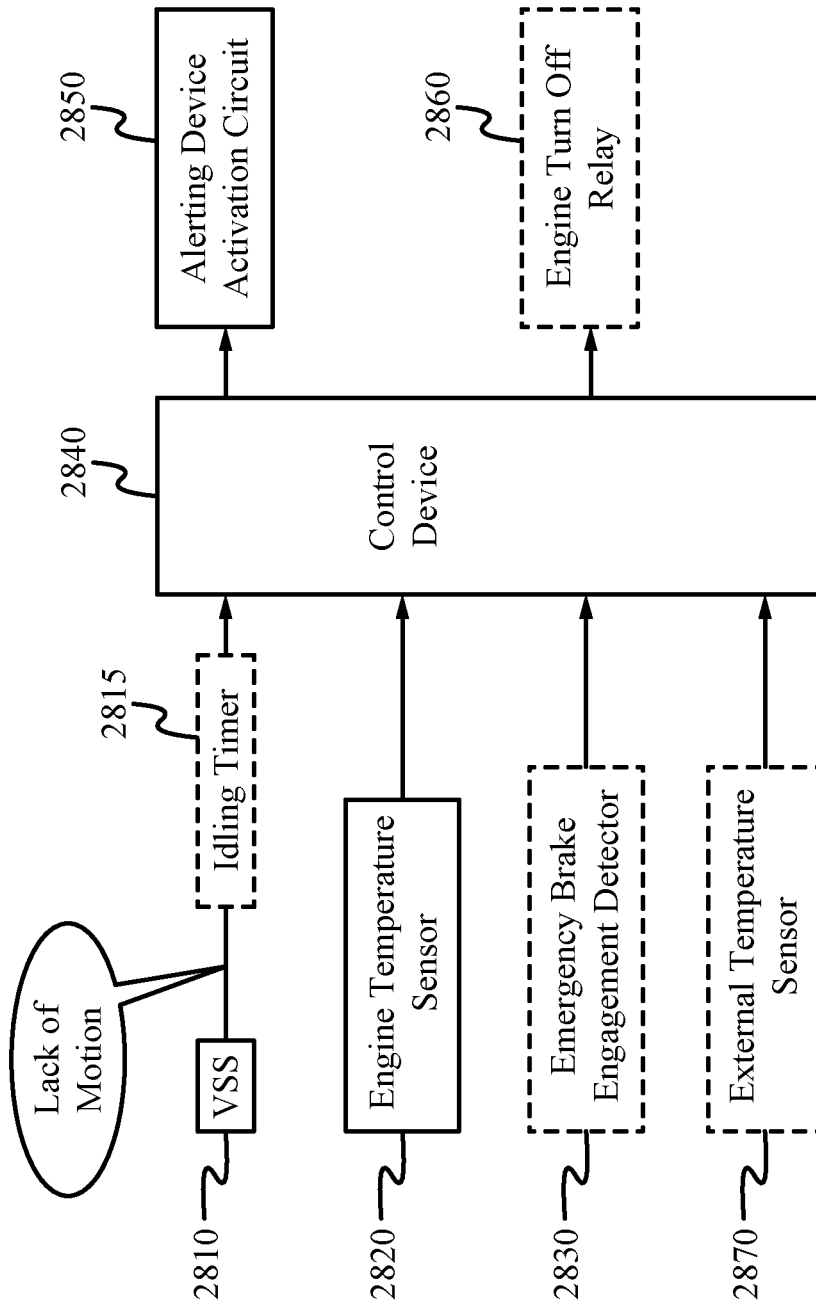 Lack of
Motion
2810
VSS
2815
Idling Timer
2820
Engine Temperature
Sensor
2830
Emergency Brake
Engagement Detector
2870
External Temperature
Sensor
2840
Control
Device
2850
Alerting Device
Activation Circuit
2860
Engine Turn Off
Relay